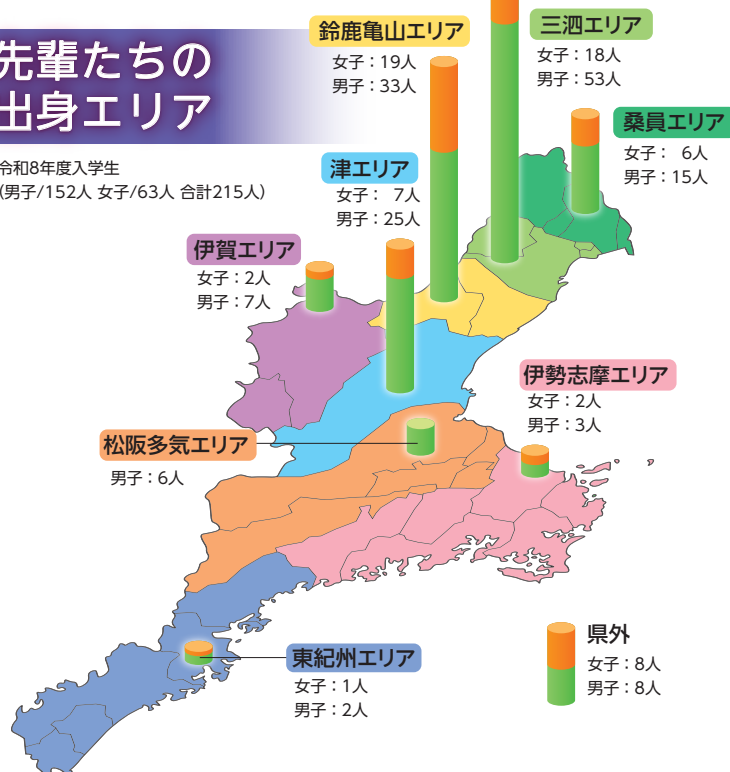 先輩たちの
出身エリア
令和8年度入学生
(男子/152人 女子/63人 合計215人)
鈴鹿亀山エリア
女子：19人
男子：33人
三泗エリア
女子：18人
男子：53人
桑員エリア
女子： 6人
男子：15人
津エリア
女子： 7人
男子：25人
伊賀エリア
女子：2人
男子：7人
伊勢志摩エリア
女子：2人
男子：3人
松阪多気エリア
男子：6人
東紀州エリア
女子：1人
男子：2人
県外
女子：8人
男子：8人